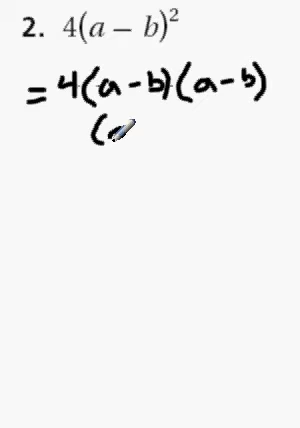 2. 4(a – b)²
= 4(a-b)(a-b)
(a